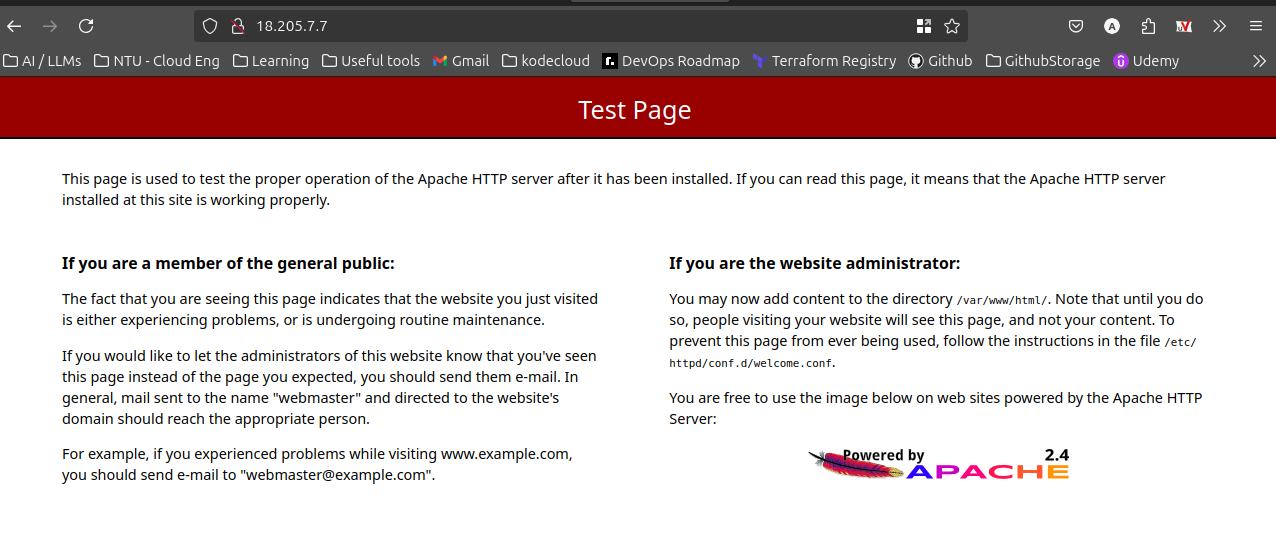 18.205.7.7
AI / LLMs NTU - Cloud Eng Learning Useful tools Gmail kodecloud DevOps Roadmap Terraform Registry Github GithubStorage Udemy
Test Page
This page is used to test the proper operation of the Apache HTTP server after it has been installed. If you can read this page, it means that the Apache HTTP server
installed at this site is working properly.
If you are a member of the general public:
The fact that you are seeing this page indicates that the website you just visited
is either experiencing problems, or is undergoing routine maintenance.
If you would like to let the administrators of this website know that you've seen
this page instead of the page you expected, you should send them e-mail. In
general, mail sent to the name "webmaster" and directed to the website's
domain should reach the appropriate person.
For example, if you experienced problems while visiting www.example.com,
you should send e-mail to "webmaster@example.com".
If you are the website administrator:
You may now add content to the directory /var/www/html/. Note that until you do
so, people visiting your website will see this page, and not your content. To
prevent this page from ever being used, follow the instructions in the file /etc/
httpd/conf.d/welcome.conf.
You are free to use the image below on web sites powered by the Apache HTTP
Server:
Powered by 2.4
APACHE